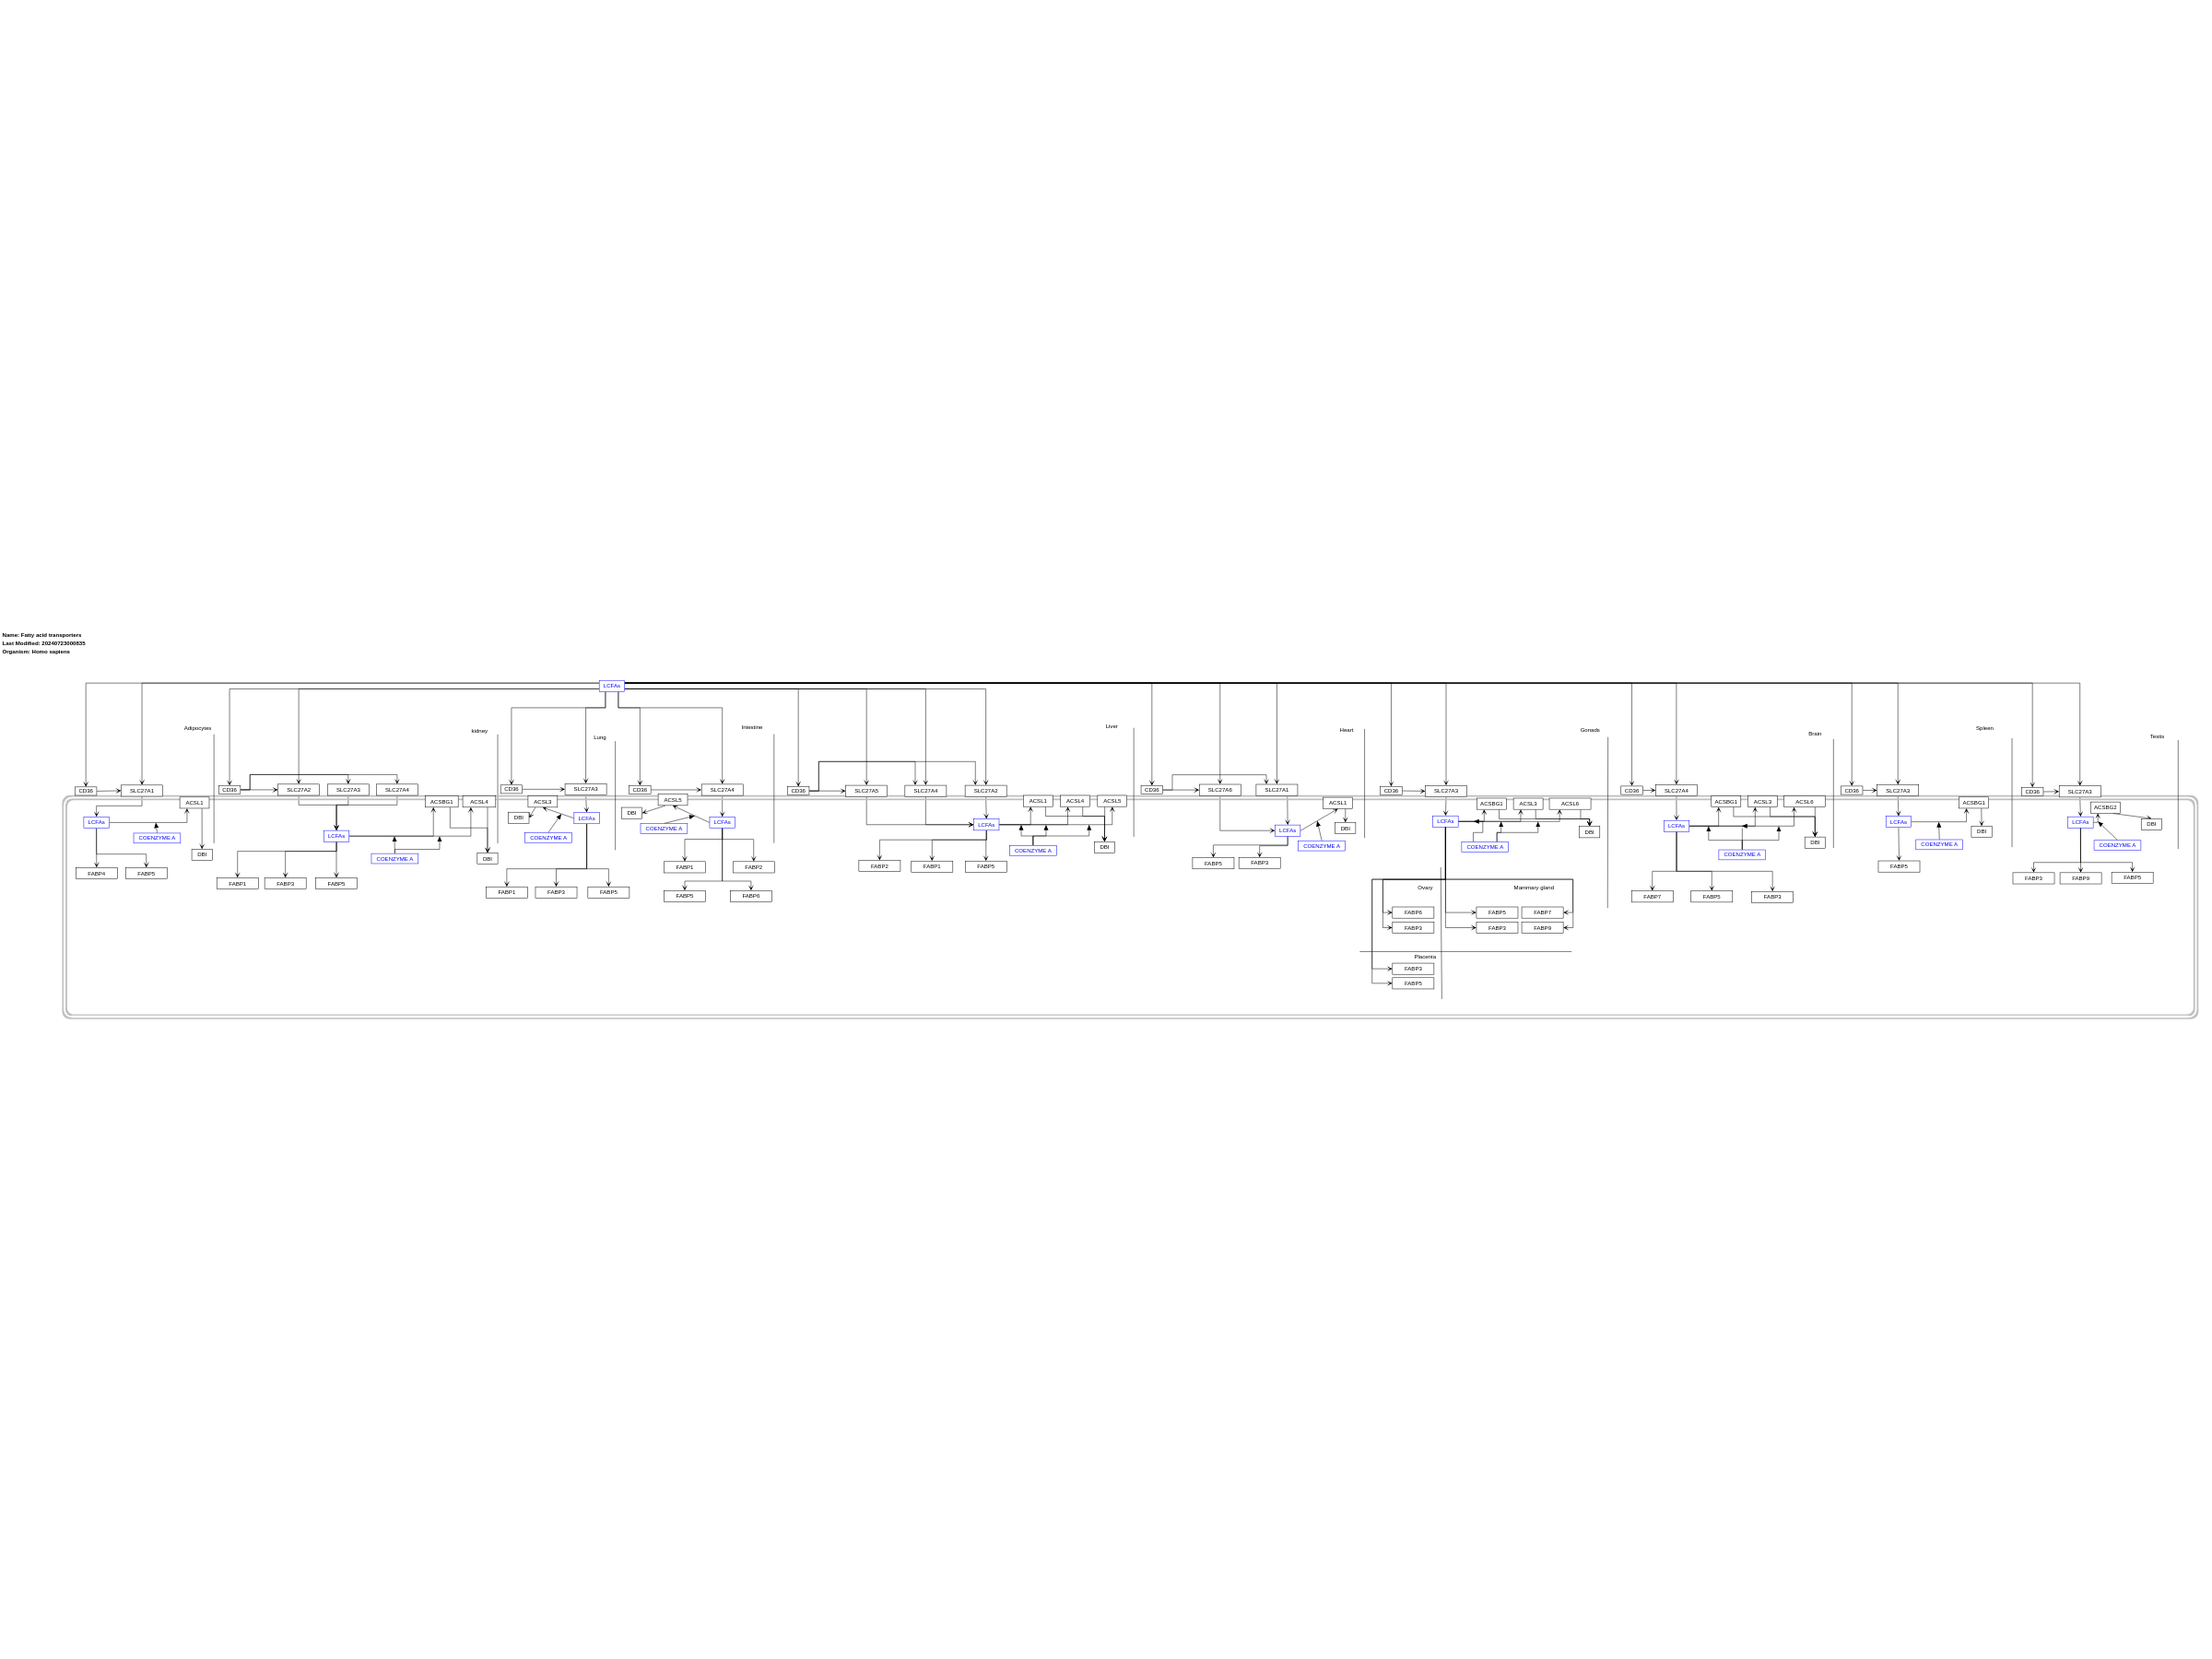 Name: Fatty acid transporters
Last Modified: 20240723000835
Organism: Homo sapiens
LCFAs
Adipocytes
kidney
Lung
Intestine
Liver
Heart
Gonads
Brain
Spleen
Testis
CD36
SLC27A1
CD36
SLC27A2
SLC27A3
SLC27A4
CD36
SLC27A3
CD36
SLC27A4
CD36
SLC27A5
SLC27A4
SLC27A2
CD36
SLC27A6
SLC27A1
CD36
SLC27A3
CD36
SLC27A4
CD36
SLC27A3
CD36
SLC27A3
ACSL1
ACSBG1
ACSL4
ACSL3
ACSL5
ACSL1
ACSL4
ACSL5
ACSL1
ACSBG1
ACSL3
ACSL6
ACSBG1
ACSL3
ACSL6
ACSBG1
ACSBG2
LCFAs
COENZYME A
DBI
LCFAs
COENZYME A
DBI
DBI
LCFAs
COENZYME A
DBI
COENZYME A
LCFAs
LCFAs
COENZYME A
DBI
LCFAs
COENZYME A
DBI
LCFAs
COENZYME A
DBI
LCFAs
COENZYME A
DBI
LCFAs
COENZYME A
DBI
LCFAs
COENZYME A
DBI
FABP4
FABP5
FABP1
FABP3
FABP5
FABP1
FABP3
FABP5
FABP1
FABP2
FABP5
FABP6
FABP2
FABP1
FABP5
FABP5
FABP3
Ovary
Mammary gland
FABP6
FABP3
FABP5
FABP7
FABP3
FABP9
Placenta
FABP3
FABP5
FABP7
FABP5
FABP3
FABP5
FABP3
FABP9
FABP5